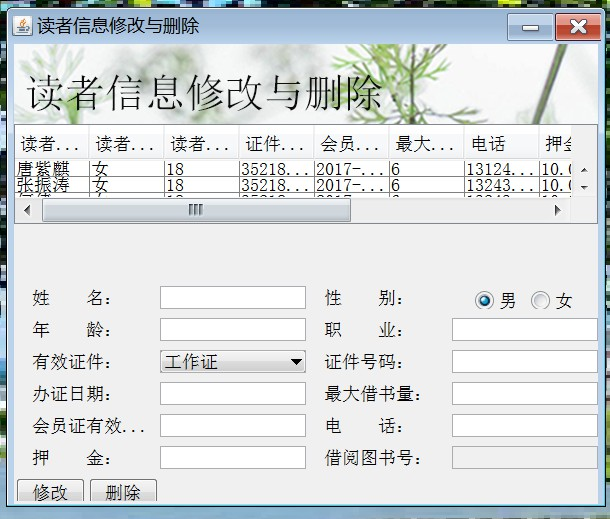 读者信息修改与删除
读者信息修改与删除
读者... 读者... 读者... 证件... 会员... 最大... 电话 押金
唐紫麒 女 18 35218... 2017-... 6 13124... 10.0
张振涛 女 18 35218... 2017-... 6 13243... 10.0
姓 名： 性 别： 男 女
年 龄： 职 业：
有效证件： 工作证 证件号码：
办证日期： 最大借书量：
会员证有效... 电 话：
押 金： 借阅图书号：
修改 删除